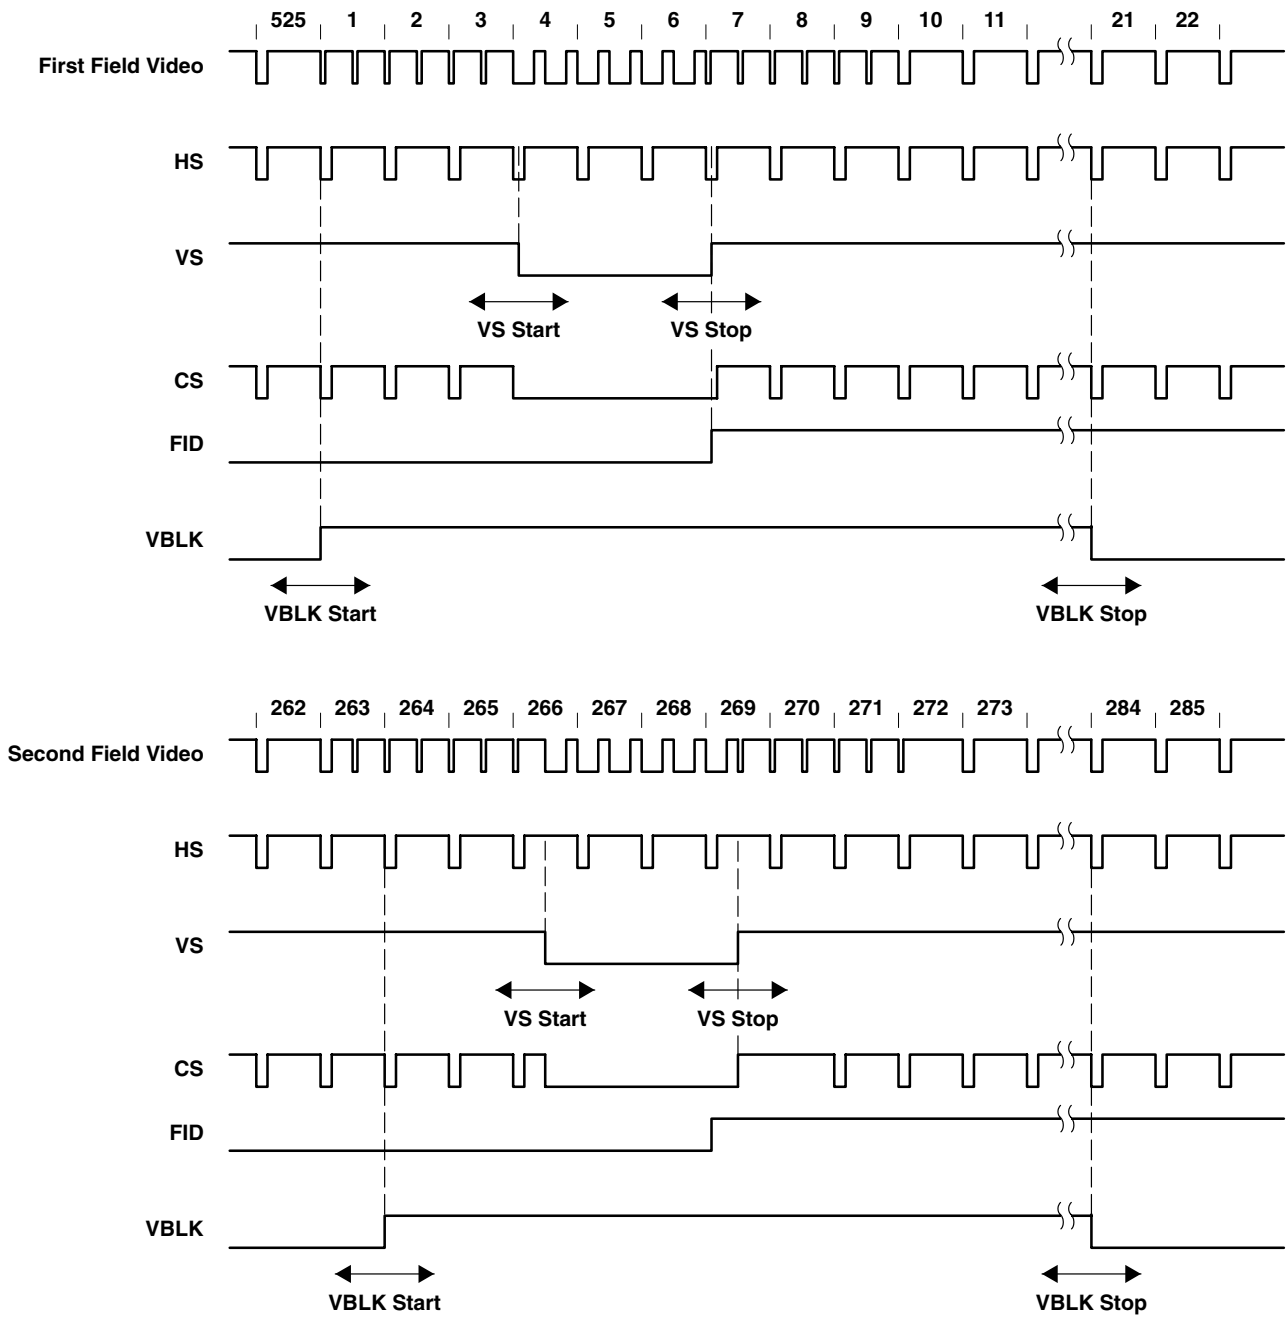 525 1 2 3 4 5 6 7 8 9 10 11 21 22
First Field Video
HS
VS
VS Start VS Stop
CS
FID
VBLK
VBLK Start VBLK Stop
262 263 264 265 266 267 268 269 270 271 272 273 284 285
Second Field Video
HS
VS
VS Start VS Stop
CS
FID
VBLK
VBLK Start VBLK Stop